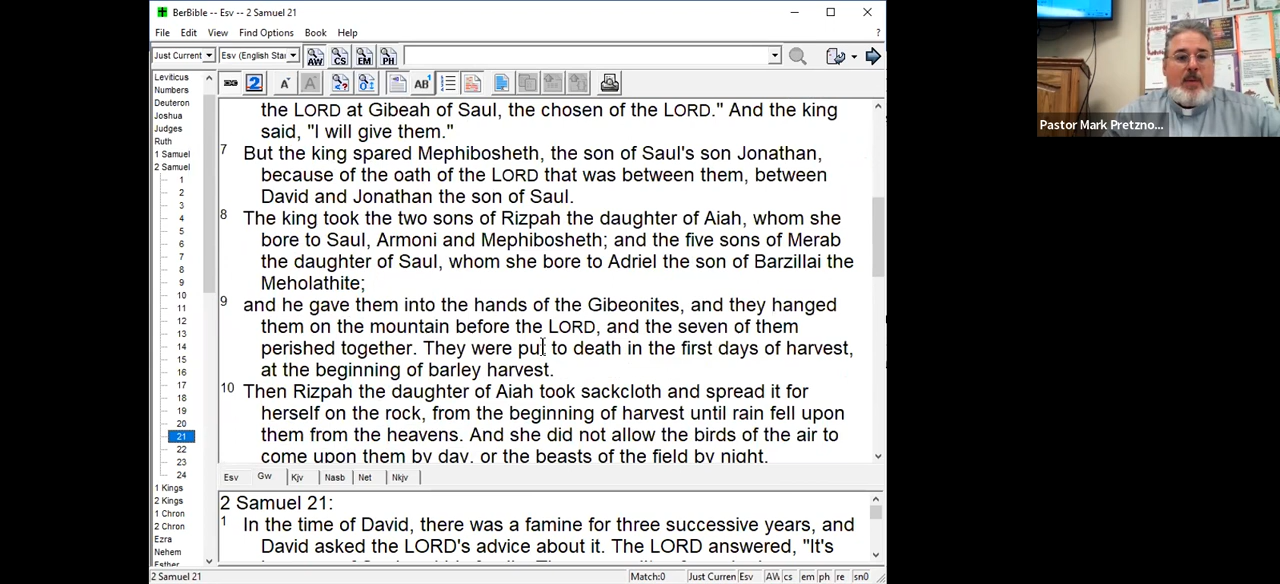 BerBible -- Esv -- 2 Samuel 21
File Edit View Find Options Book Help
?
Just Current
Esv (English Star
AW CS EM PH
2
Leviticus
Numbers
Deuteron
Joshua
Judges
Ruth
1 Samuel
2 Samuel
1
2
3
4
5
6
7
8
9
10
11
12
13
14
15
16
17
18
19
20
21
22
23
24
1 Kings
2 Kings
1 Chron
2 Chron
Ezra
Nehem
Esther
the LORD at Gibeah of Saul, the chosen of the LORD." And the king
said, "I will give them."
7 But the king spared Mephibosheth, the son of Saul's son Jonathan,
because of the oath of the LORD that was between them, between
David and Jonathan the son of Saul.
8 The king took the two sons of Rizpah the daughter of Aiah, whom she
bore to Saul, Armoni and Mephibosheth; and the five sons of Merab
the daughter of Saul, whom she bore to Adriel the son of Barzillai the
Meholathite;
9 and he gave them into the hands of the Gibeonites, and they hanged
them on the mountain before the LORD, and the seven of them
perished together. They were put to death in the first days of harvest,
at the beginning of barley harvest.
10 Then Rizpah the daughter of Aiah took sackcloth and spread it for
herself on the rock, from the beginning of harvest until rain fell upon
them from the heavens. And she did not allow the birds of the air to
come upon them by day, or the beasts of the field by night.
Esv Gw Kjv Nasb Net Nkjv
2 Samuel 21:
1 In the time of David, there was a famine for three successive years, and
David asked the LORD's advice about it. The LORD answered, "It's
2 Samuel 21
Match:0 Just Curren Esv AW cs em ph re sn0
Pastor Mark Pretzno...